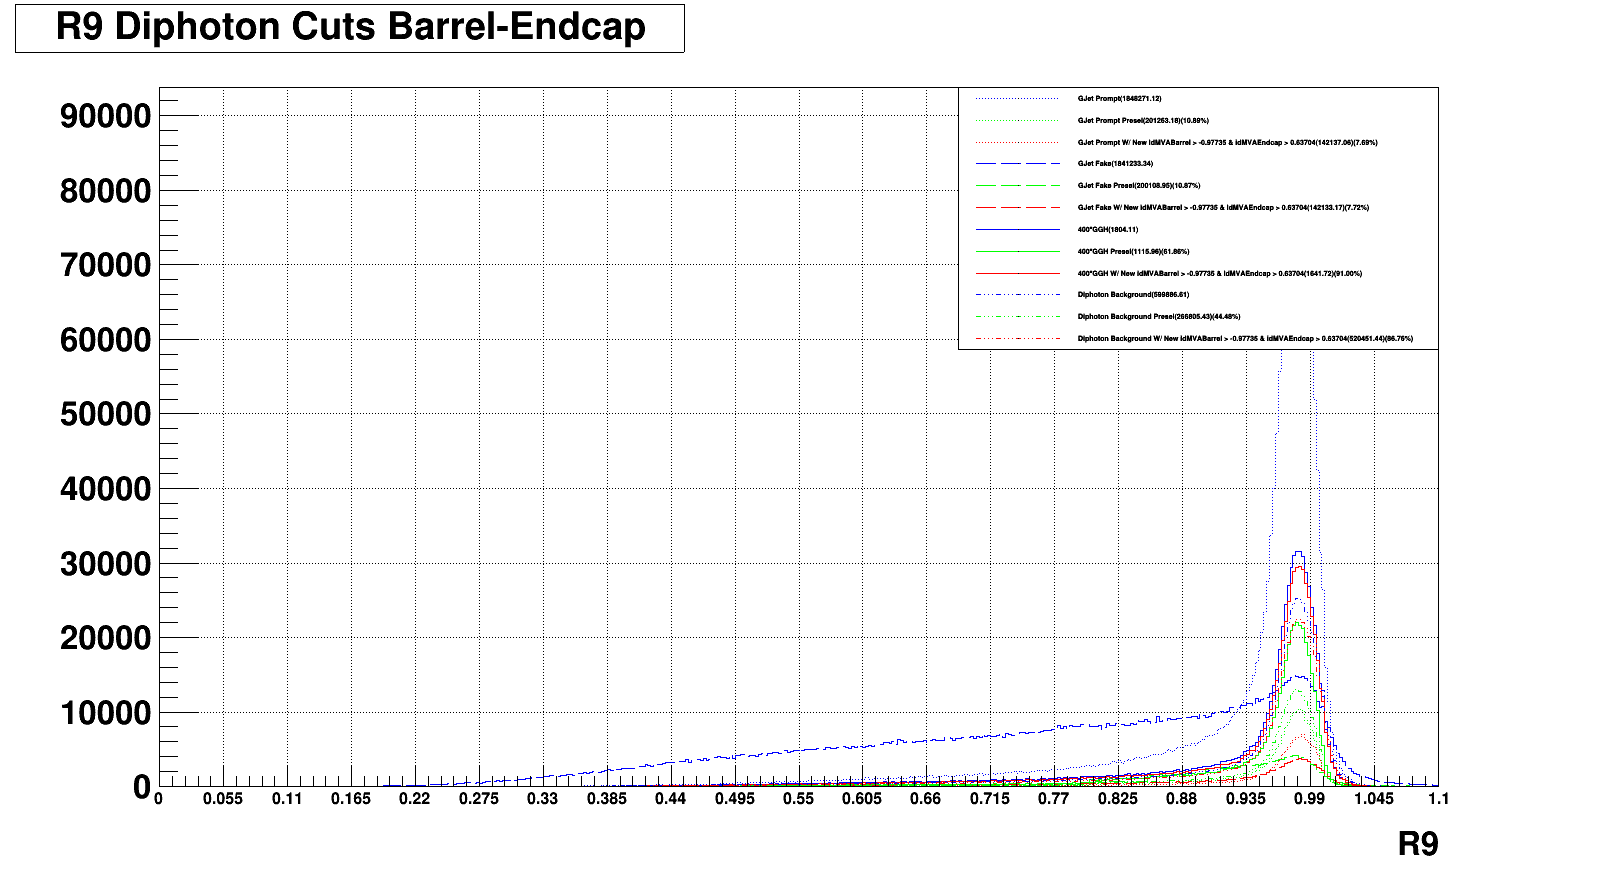 R9 Diphoton Cuts Barrel-Endcap
GJet Prompt(1848271.12)
GJet Prompt Presel(201263.18)(10.89%)
GJet Prompt W/ New IdMVABarrel > -0.97735 & IdMVAEndcap > 0.63704(142137.06)(7.69%)
GJet Fake(1841233.34)
GJet Fake Presel(200108.95)(10.87%)
GJet Fake W/ New IdMVABarrel > -0.97735 & IdMVAEndcap > 0.63704(142133.17)(7.72%)
400*GGH(1804.11)
400*GGH Presel(1115.96)(61.86%)
400*GGH W/ New IdMVABarrel > -0.97735 & IdMVAEndcap > 0.63704(1641.72)(91.00%)
Diphoton Background(599886.61)
Diphoton Background Presel(266805.43)(44.48%)
Diphoton Background W/ New IdMVABarrel > -0.97735 & IdMVAEndcap > 0.63704(520451.44)(86.76%)
90000
80000
70000
60000
50000
40000
30000
20000
10000
0
0 0.055 0.11 0.165 0.22 0.275 0.33 0.385 0.44 0.495 0.55 0.605 0.66 0.715 0.77 0.825 0.88 0.935 0.99 1.045 1.1
R9